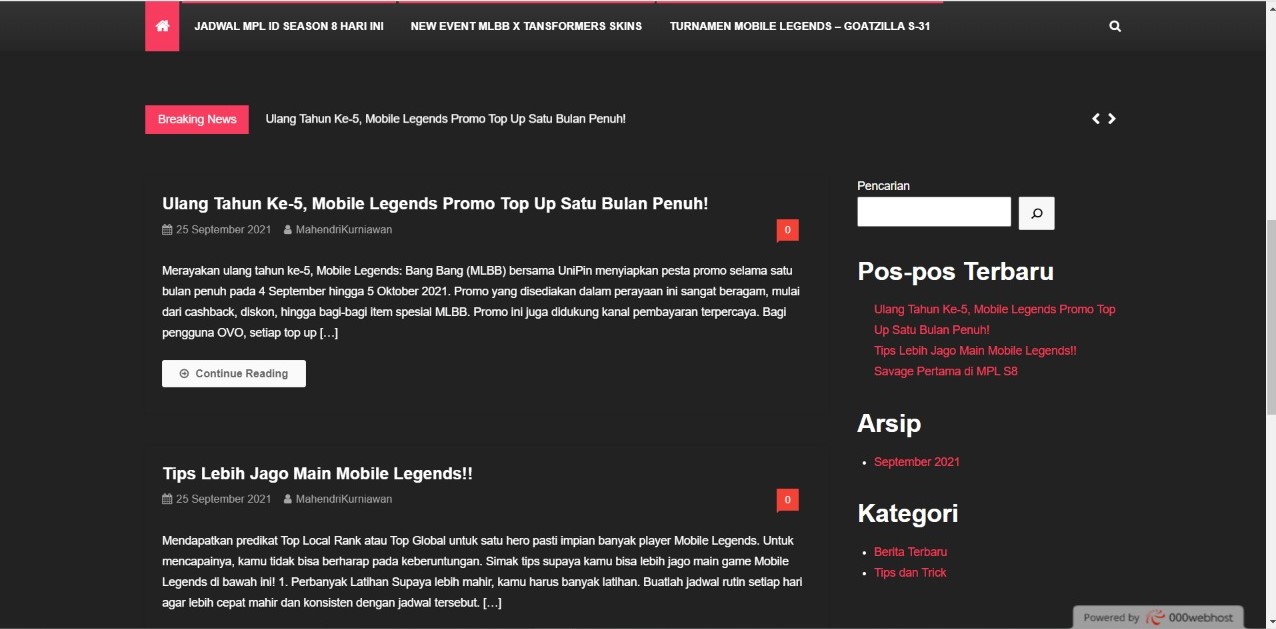 JADWAL MPL ID SEASON 8 HARI INI NEW EVENT MLBB X TANSFORMERS SKINS TURNAMEN MOBILE LEGENDS – GOATZILLA S-31
Breaking News Ulang Tahun Ke-5, Mobile Legends Promo Top Up Satu Bulan Penuh!
Ulang Tahun Ke-5, Mobile Legends Promo Top Up Satu Bulan Penuh!
25 September 2021 MahendriKurniawan 0
Merayakan ulang tahun ke-5, Mobile Legends: Bang Bang (MLBB) bersama UniPin menyiapkan pesta promo selama satu
bulan penuh pada 4 September hingga 5 Oktober 2021. Promo yang disediakan dalam perayaan ini sangat beragam, mulai
dari cashback, diskon, hingga bagi-bagi item spesial MLBB. Promo ini juga didukung kanal pembayaran terpercaya. Bagi
pengguna OVO, setiap top up […]
Continue Reading
Tips Lebih Jago Main Mobile Legends!!
25 September 2021 MahendriKurniawan 0
Mendapatkan predikat Top Local Rank atau Top Global untuk satu hero pasti impian banyak player Mobile Legends. Untuk
mencapainya, kamu tidak bisa berharap pada keberuntungan. Simak tips supaya kamu bisa lebih jago main game Mobile
Legends di bawah ini! 1. Perbanyak Latihan Supaya lebih mahir, kamu harus banyak latihan. Buatlah jadwal rutin setiap hari
agar lebih cepat mahir dan konsisten dengan jadwal tersebut. […]
Pencarian
Pos-pos Terbaru
Ulang Tahun Ke-5, Mobile Legends Promo Top
Up Satu Bulan Penuh!
Tips Lebih Jago Main Mobile Legends!!
Savage Pertama di MPL S8
Arsip
September 2021
Kategori
Berita Terbaru
Tips dan Trick
Powered by 000webhost